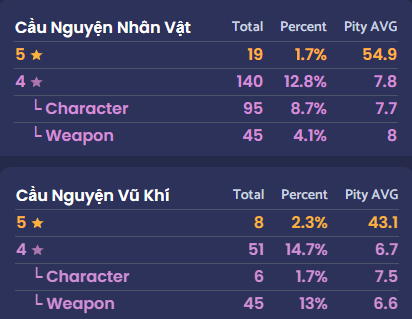 Cầu Nguyện Nhân Vật Total Percent Pity AVG
5 ★ 19 1.7% 54.9
4 ★ 140 12.8% 7.8
└ Character 95 8.7% 7.7
└ Weapon 45 4.1% 8
Cầu Nguyện Vũ Khí Total Percent Pity AVG
5 ★ 8 2.3% 43.1
4 ★ 51 14.7% 6.7
└ Character 6 1.7% 7.5
└ Weapon 45 13% 6.6